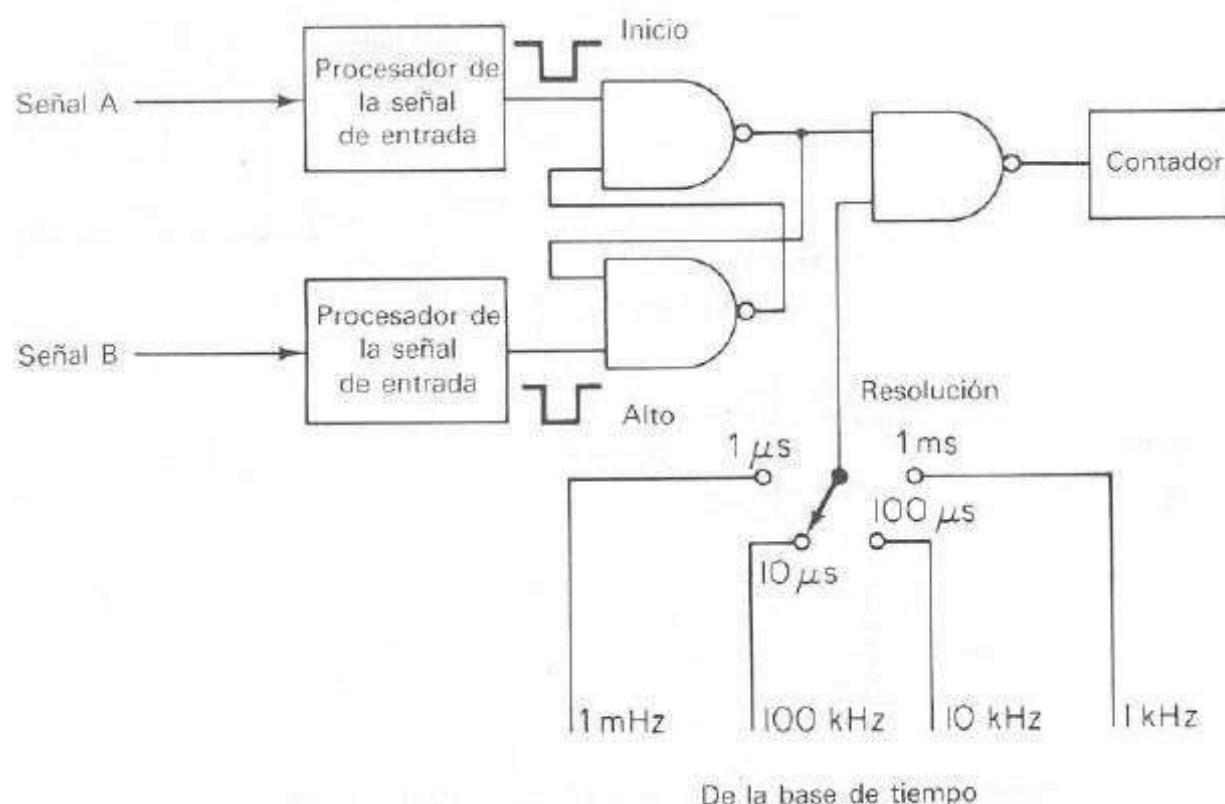 Inicio
Procesador de
la señal
de entrada
Señal A
Contador
Procesador de
la señal
de entrada
Señal B
Alto
Resolución
1 μs
1 ms
100 μs
10 μs
1 mHz
100 kHz
10 kHz
1 kHz
De la base de tiempo